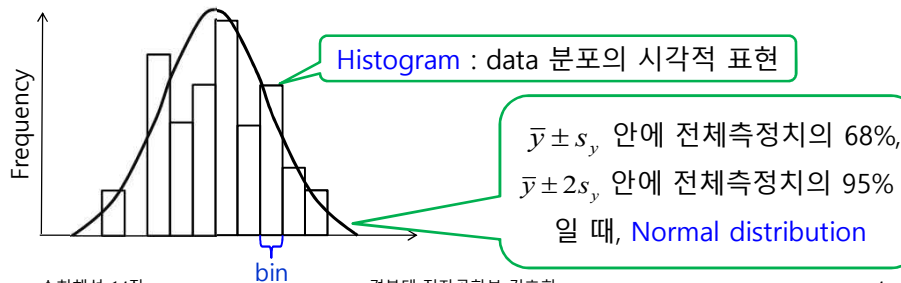 Frequency
Histogram : data 분포의 시각적 표현
ȳ ± s_y 안에 전체측정치의 68%,
ȳ ± 2s_y 안에 전체측정치의 95%
일 때, Normal distribution
bin